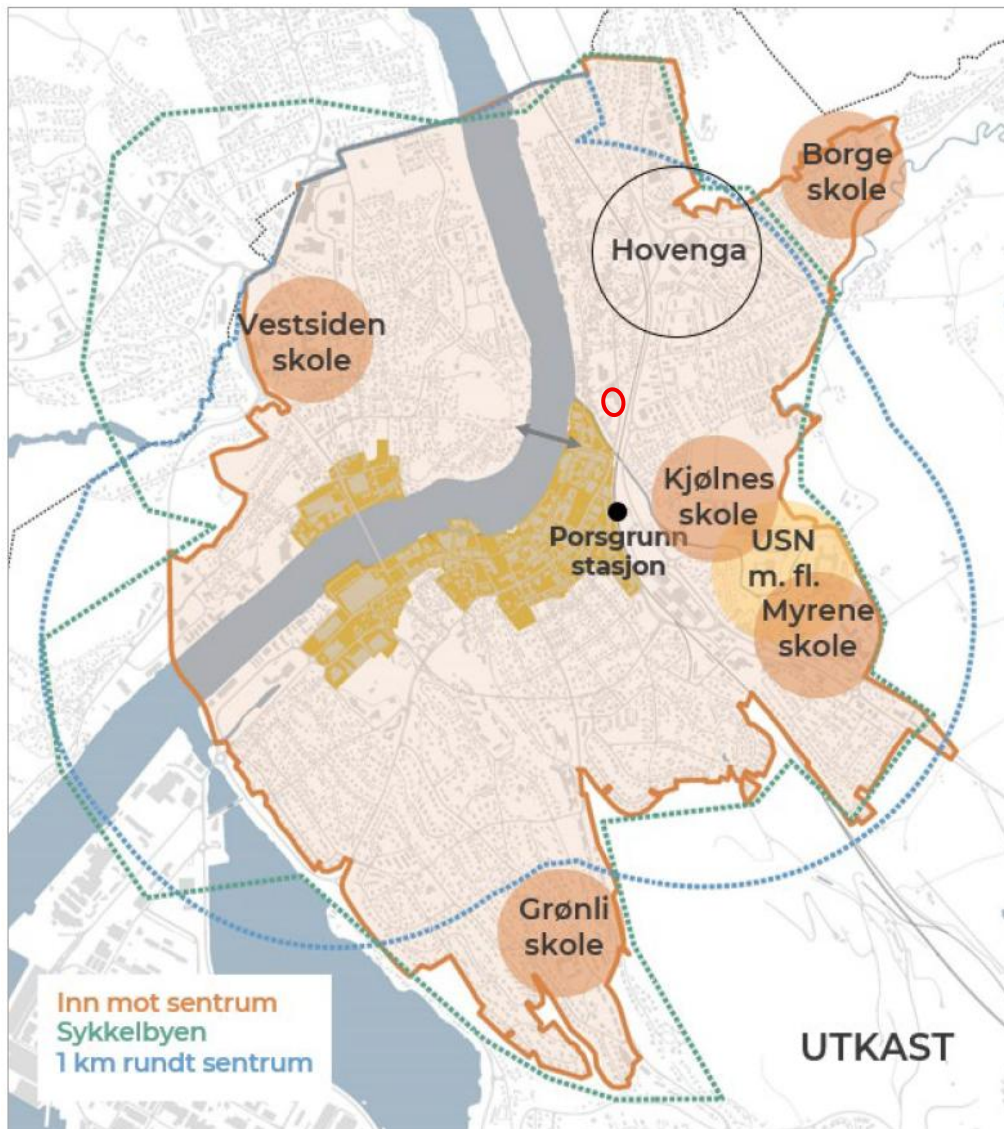 Borge
skole
Hovenga
Vestsiden
skole
Kjølnes
skole
Porsgrunn
stasjon
USN
m. fl.
Myrene
skole
Grønli
skole
Inn mot sentrum
Sykkelbyen
1 km rundt sentrum
UTKAST